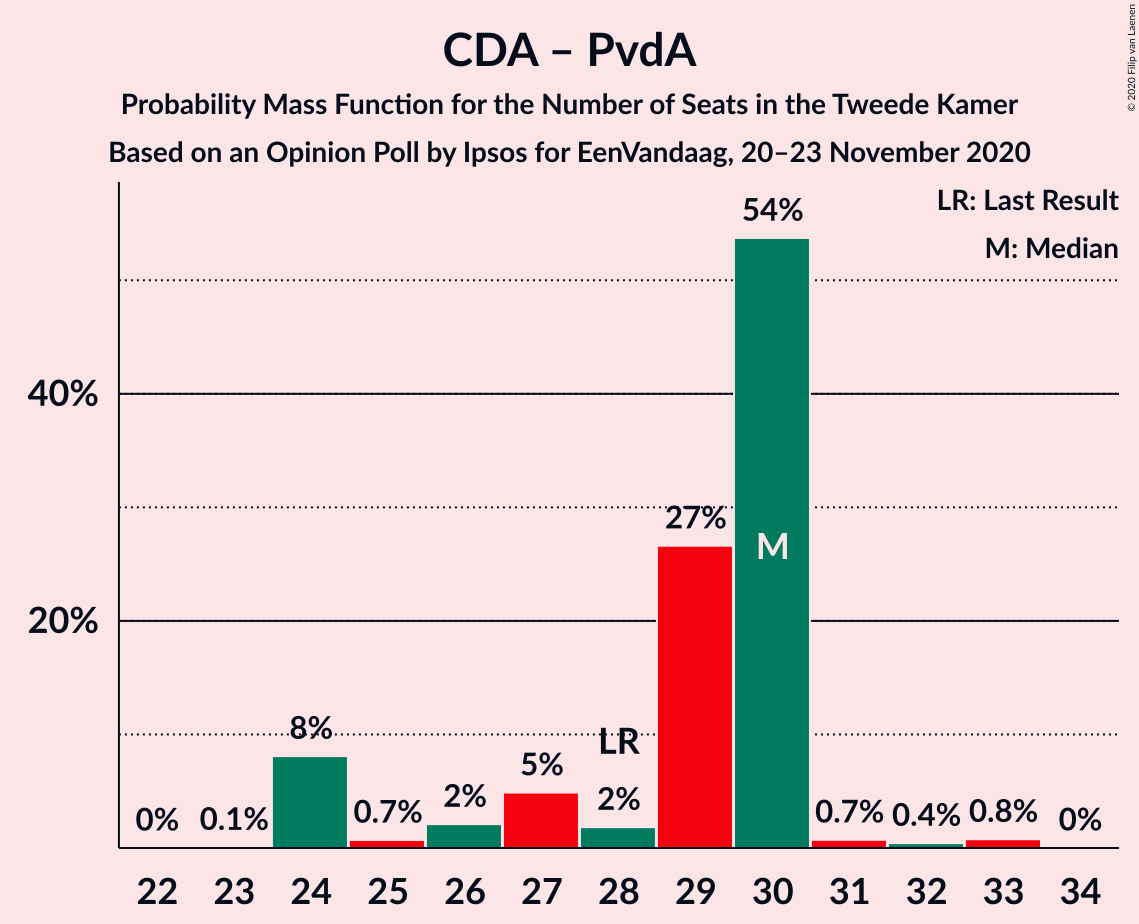 CDA – PvdA
Probability Mass Function for the Number of Seats in the Tweede Kamer
Based on an Opinion Poll by Ipsos for EenVandaag, 20–23 November 2020
© 2020 Filip van Laenen
LR: Last Result
M: Median
54%
40%
27%
M
20%
8%
LR
5%
2%
2%
0.7%
0%
0.1%
0.7%
0.4%
0.8%
0%
22 23 24 25 26 27 28 29 30 31 32 33 34